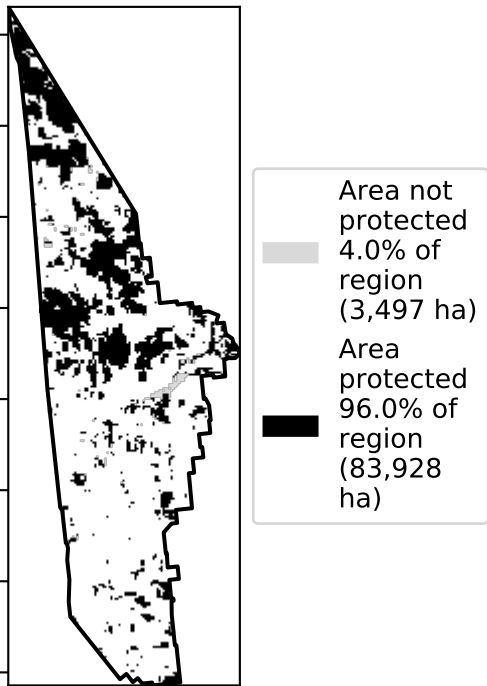 Area not
protected
4.0% of
region
(3,497 ha)
Area
protected
96.0% of
region
(83,928
ha)